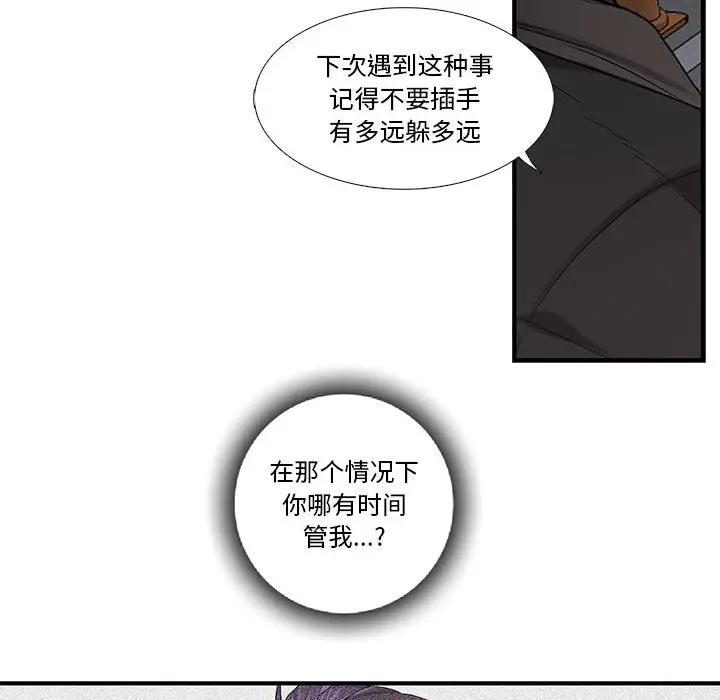 下次遇到这种事
记得不要插手
有多远躲多远
在那个情况下
你哪有时间
管我...?